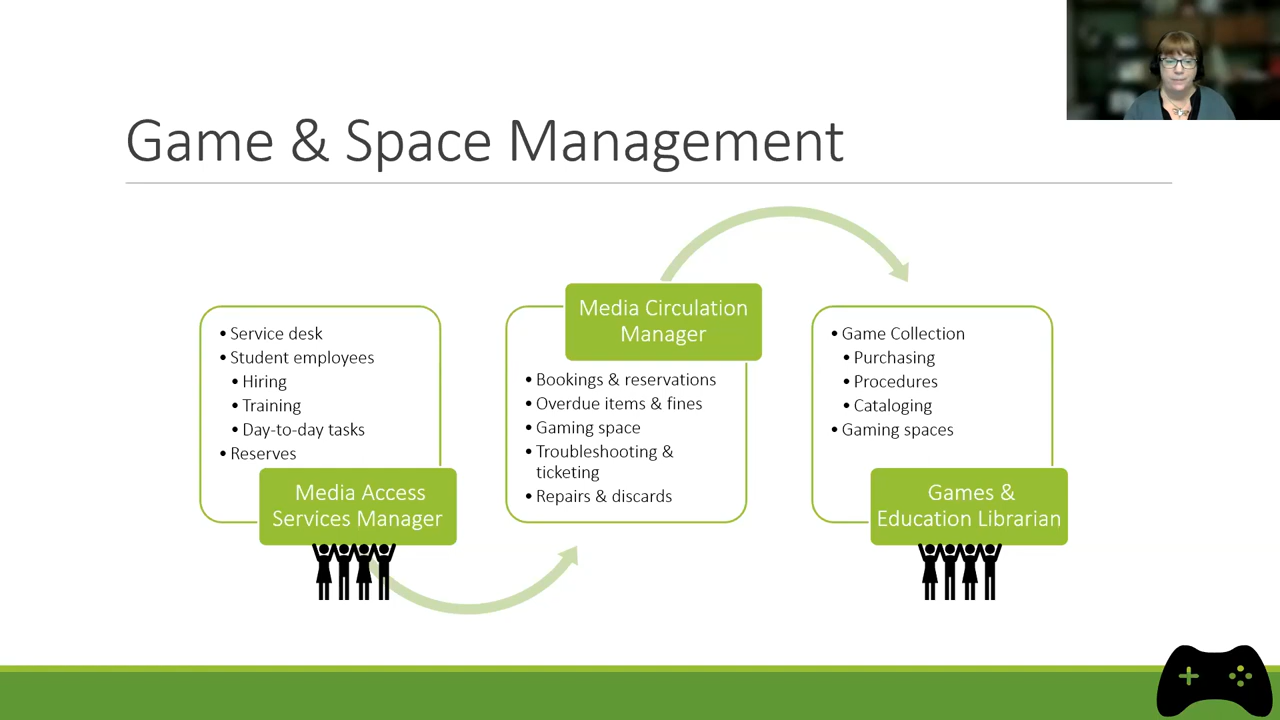 Game & Space Management
• Service desk
• Student employees
• Hiring
• Training
• Day-to-day tasks
• Reserves
Media Access
Services Manager
Media Circulation
Manager
• Bookings & reservations
• Overdue items & fines
• Gaming space
• Troubleshooting &
ticketing
• Repairs & discards
• Game Collection
• Purchasing
• Procedures
• Cataloging
• Gaming spaces
Games &
Education Librarian